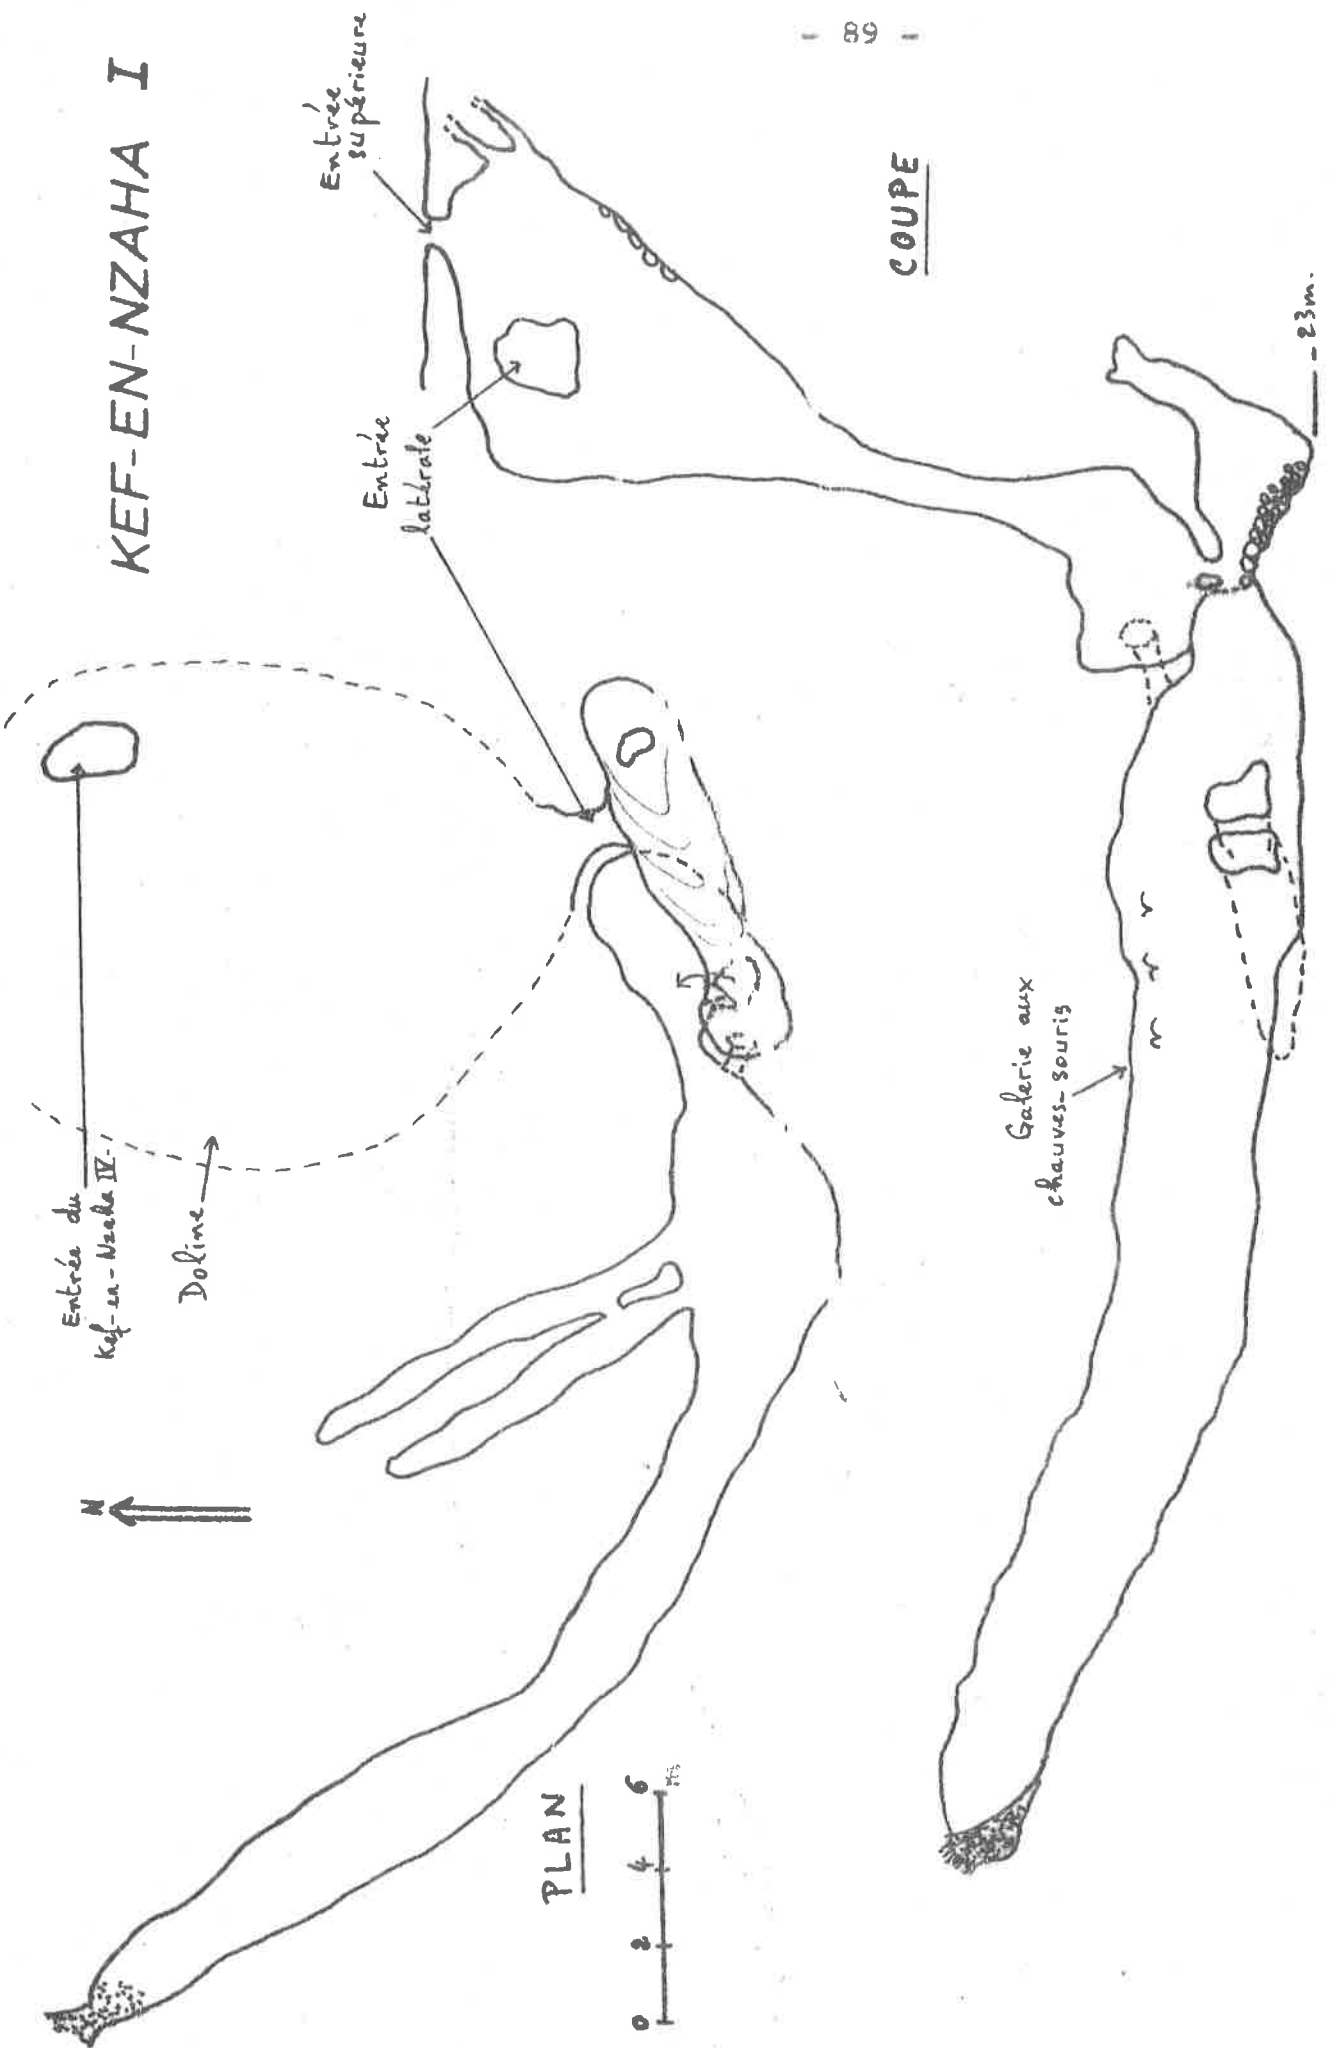 - 89 -
KEF-EN-NZAHA I
Entrée
supérieure
Entrée
latérale
COUPE
- 23m.
Entrée du
Kef-en-Nzaha IV.
Doline
N
Galerie aux
chauves-souris
PLAN
0 2 4 6
m.